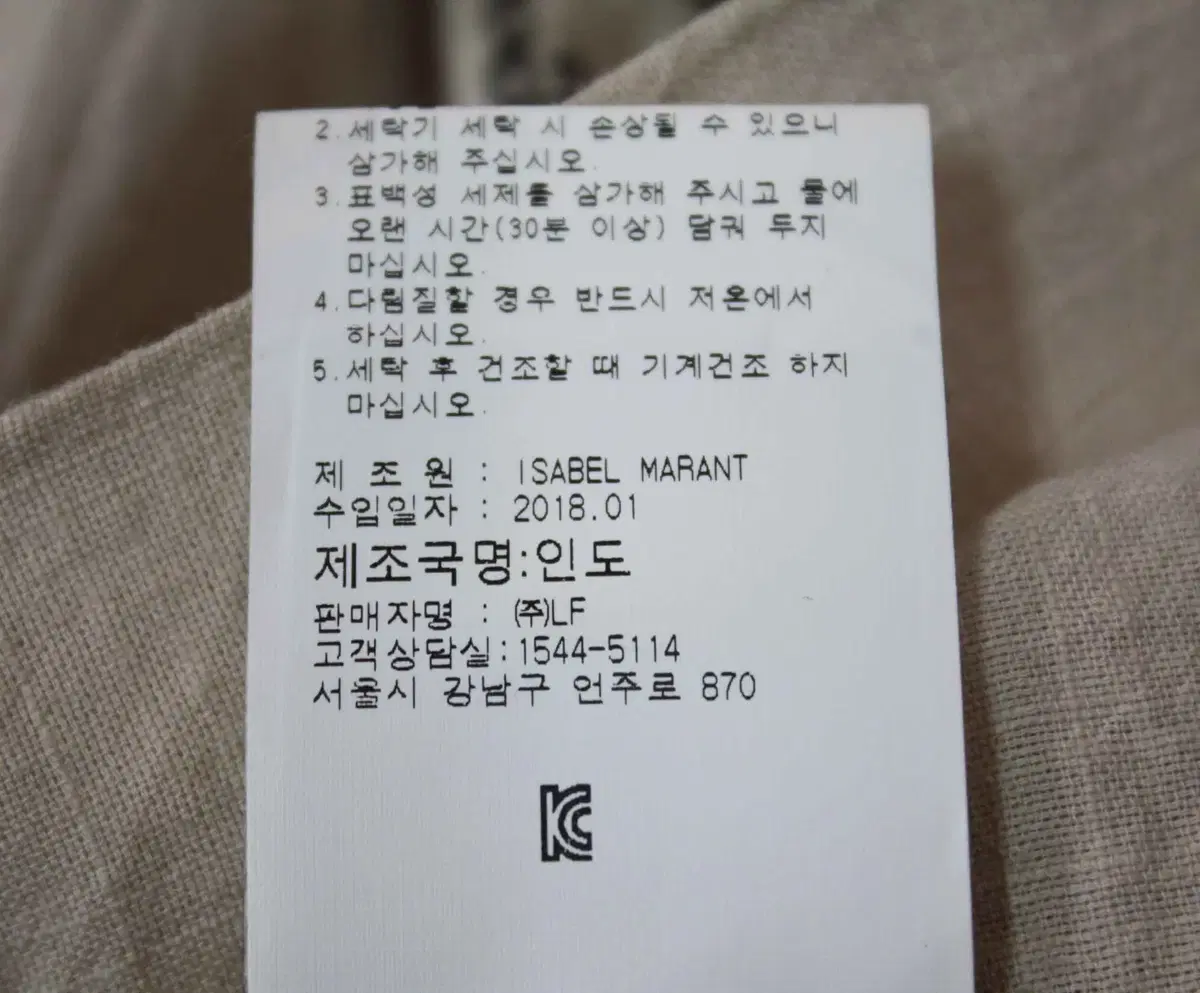 2.세탁기 세탁 시 손상될 수 있으니
삼가해 주십시오.
3.표백성 세제를 삼가해 주시고 물에
오랜 시간(30분 이상) 담궈 두지
마십시오.
4.다림질할 경우 반드시 저온에서
하십시오.
5.세탁 후 건조할 때 기계건조 하지
마십시오.
제 조 원 : ISABEL MARANT
수입일자 : 2018.01
제조국명:인도
판매자명 : ㈜LF
고객상담실:1544-5114
서울시 강남구 언주로 870
KC